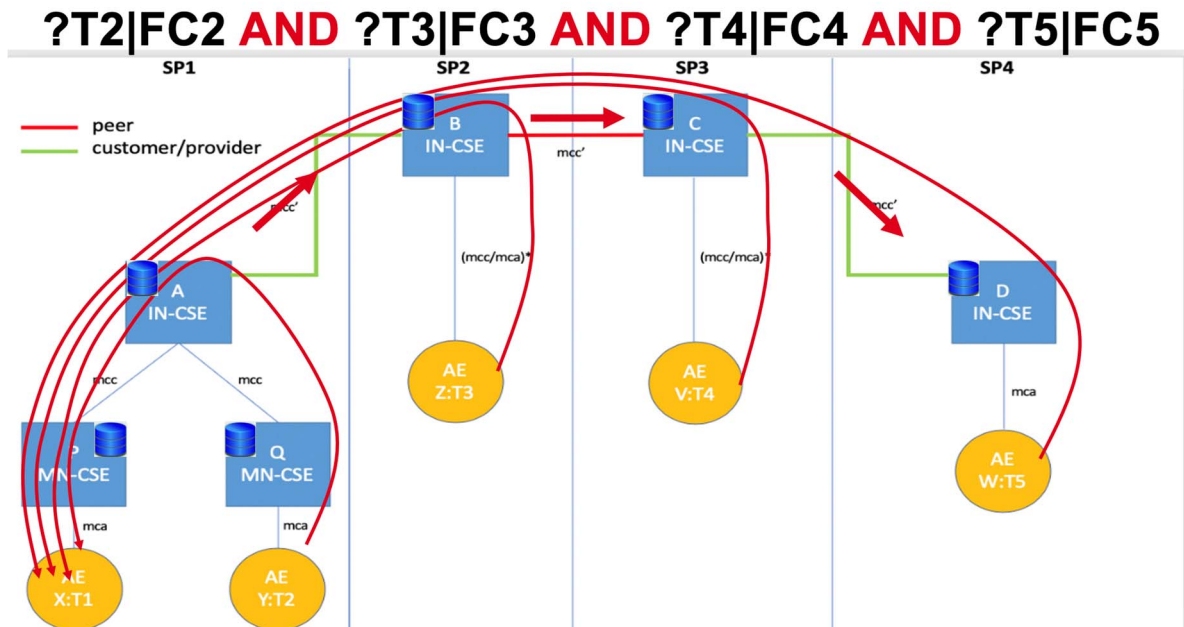 ?T2|FC2 AND ?T3|FC3 AND ?T4|FC4 AND ?T5|FC5
SP1
SP2
SP3
SP4
peer
customer/provider
B
IN-CSE
C
IN-CSE
mcc'
mcc'
mcc'
(mcc/mca)*
(mcc/mca)*
A
IN-CSE
D
IN-CSE
AE
Z:T3
AE
V:T4
mcc
mcc
mca
P
MN-CSE
Q
MN-CSE
AE
W:T5
mca
mca
AE
X:T1
AE
Y:T2